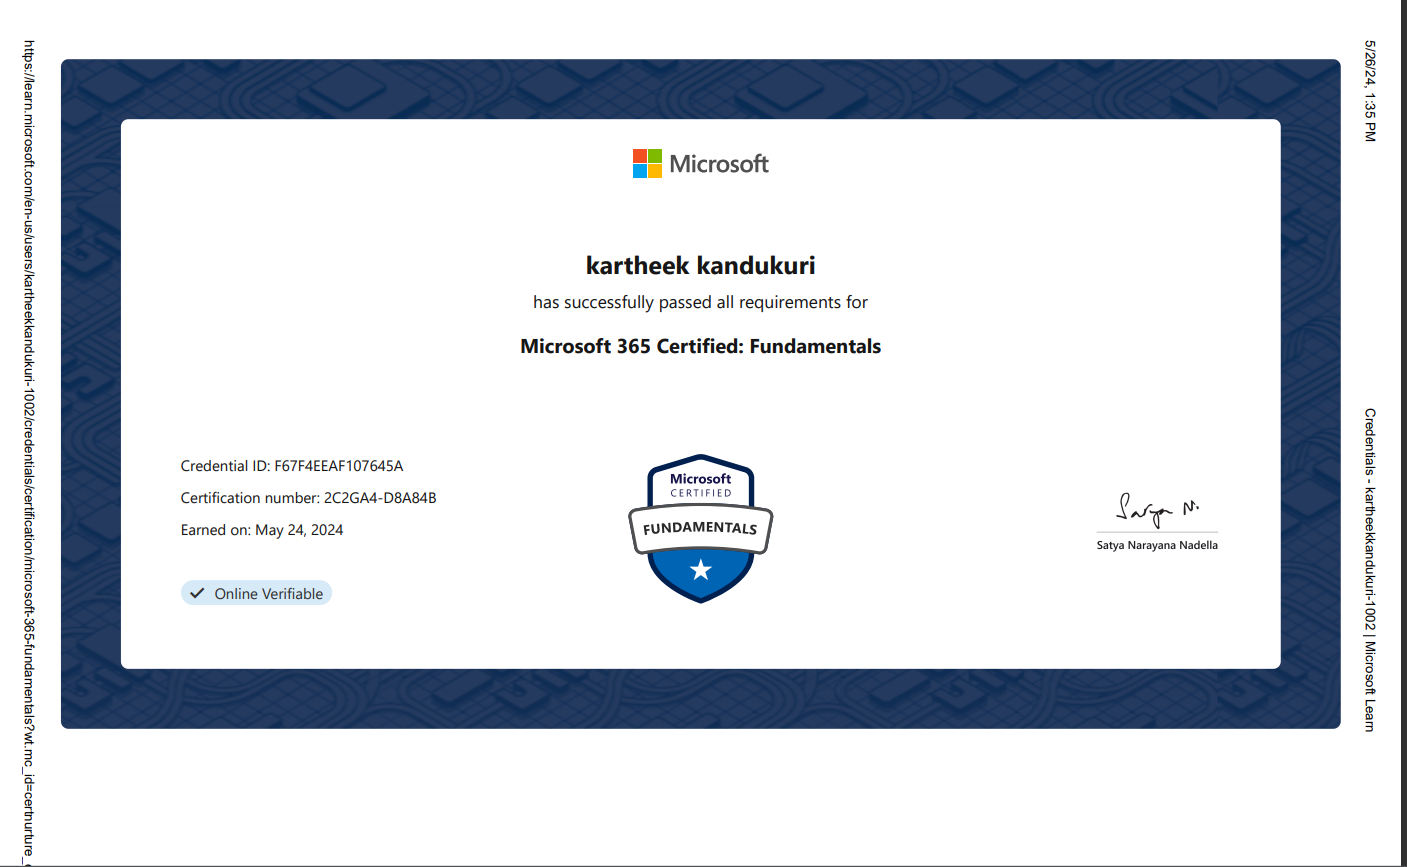 https://learn.microsoft.com/en-us/users/kartheekkandukuri-1002/credentials/certification/microsoft-365-fundamentals?wt.mc_id=certnurture_
5/26/24, 1:35 PM
Credentials - kartheekkandukuri-1002 | Microsoft Learn
Microsoft
kartheek kandukuri
has successfully passed all requirements for
Microsoft 365 Certified: Fundamentals
Credential ID: F67F4EEAF107645A
Certification number: 2C2GA4-D8A84B
Earned on: May 24, 2024
Online Verifiable
Microsoft
CERTIFIED
FUNDAMENTALS
Satya N.
Satya Narayana Nadella